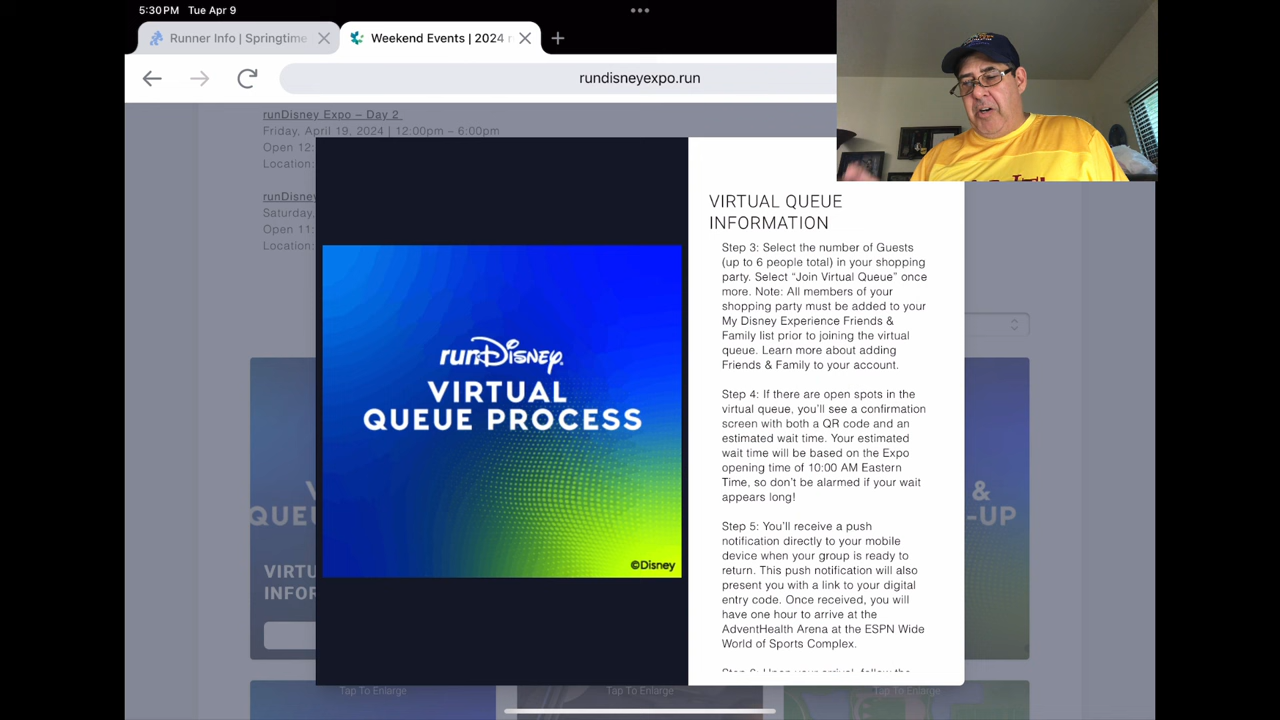 5:30 PM Tue Apr 9
Runner Info | Springtime
Weekend Events | 2024 r
rundisneyexpo.run
runDisney Expo – Day 2
Friday, April 19, 2024 | 12:00pm – 6:00pm
Open 12:
Location:
runDisney
Saturday,
Open 11:
Location:
runDisney
VIRTUAL
QUEUE PROCESS
©Disney
VIRTUAL QUEUE
INFORMATION
Step 3: Select the number of Guests
(up to 6 people total) in your shopping
party. Select “Join Virtual Queue” once
more. Note: All members of your
shopping party must be added to your
My Disney Experience Friends &
Family list prior to joining the virtual
queue. Learn more about adding
Friends & Family to your account.
Step 4: If there are open spots in the
virtual queue, you’ll see a confirmation
screen with both a QR code and an
estimated wait time. Your estimated
wait time will be based on the Expo
opening time of 10:00 AM Eastern
Time, so don’t be alarmed if your wait
appears long!
Step 5: You’ll receive a push
notification directly to your mobile
device when your group is ready to
return. This push notification will also
present you with a link to your digital
entry code. Once received, you will
have one hour to arrive at the
AdventHealth Arena at the ESPN Wide
World of Sports Complex.
Step 6: Upon your arrival, follow the
V
QUEUE
VIRTU
INFOR
&
-UP
Tap To Enlarge
Tap To Enlarge
Tap To Enlarge